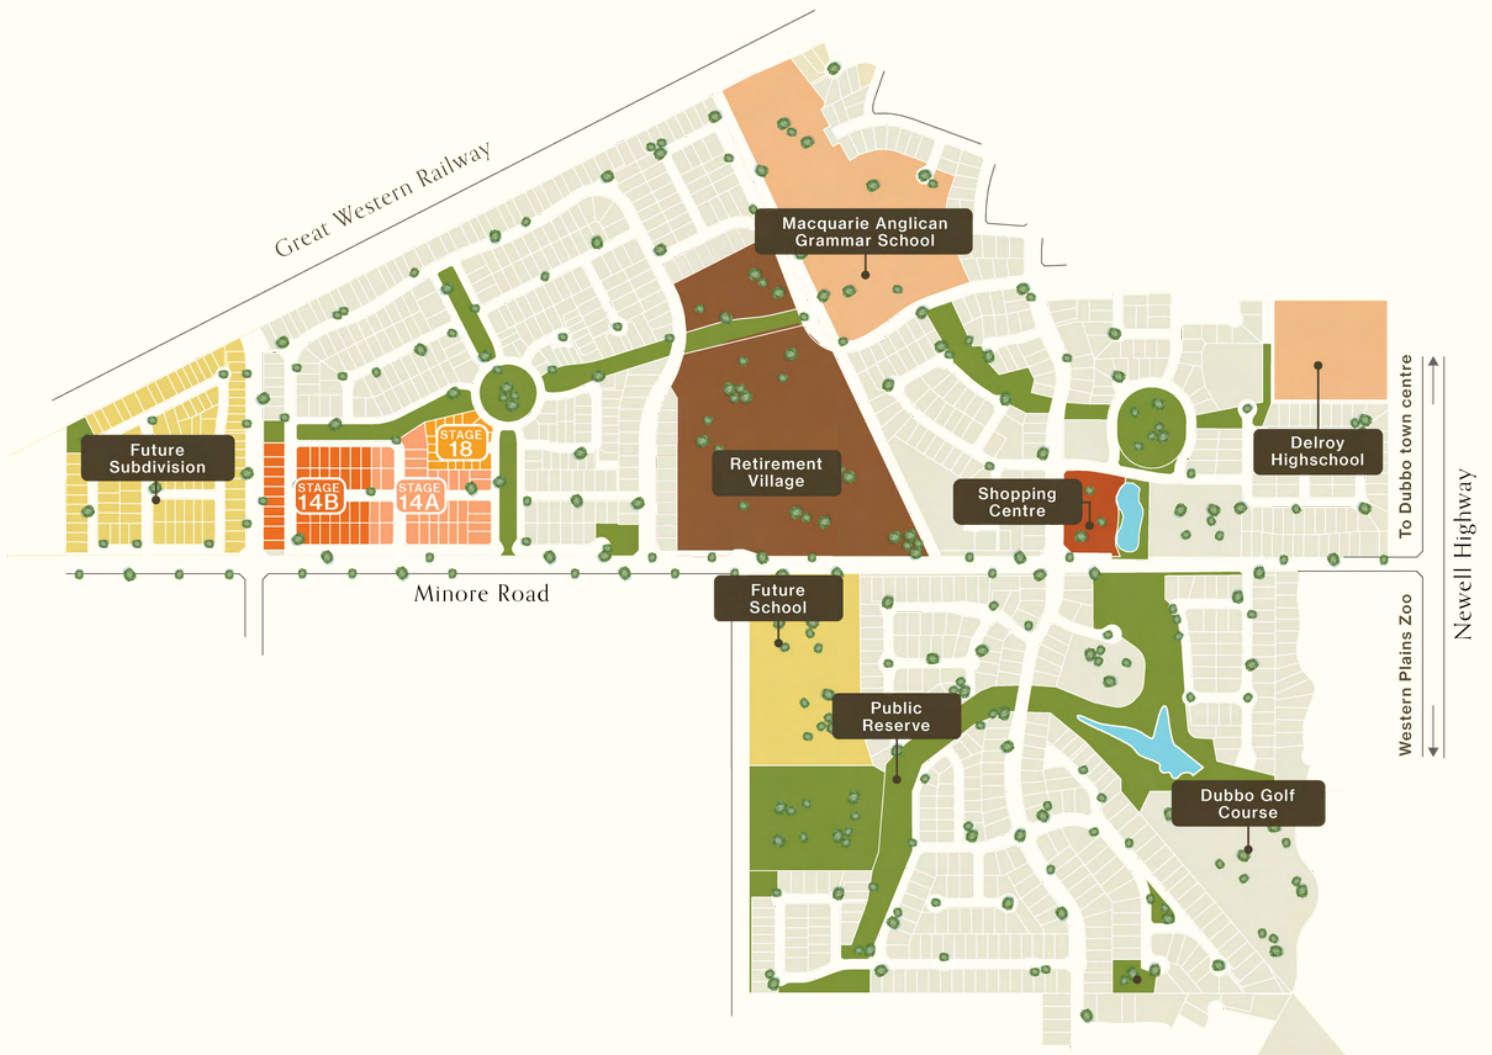 Great Western Railway
Macquarie Anglican
Grammar School
Future
Subdivision
STAGE
18
STAGE
14B
STAGE
14A
Retirement
Village
Shopping
Centre
Delroy
Highschool
To Dubbo town centre
Newell Highway
Western Plains Zoo
Minore Road
Future
School
Public
Reserve
Dubbo Golf
Course